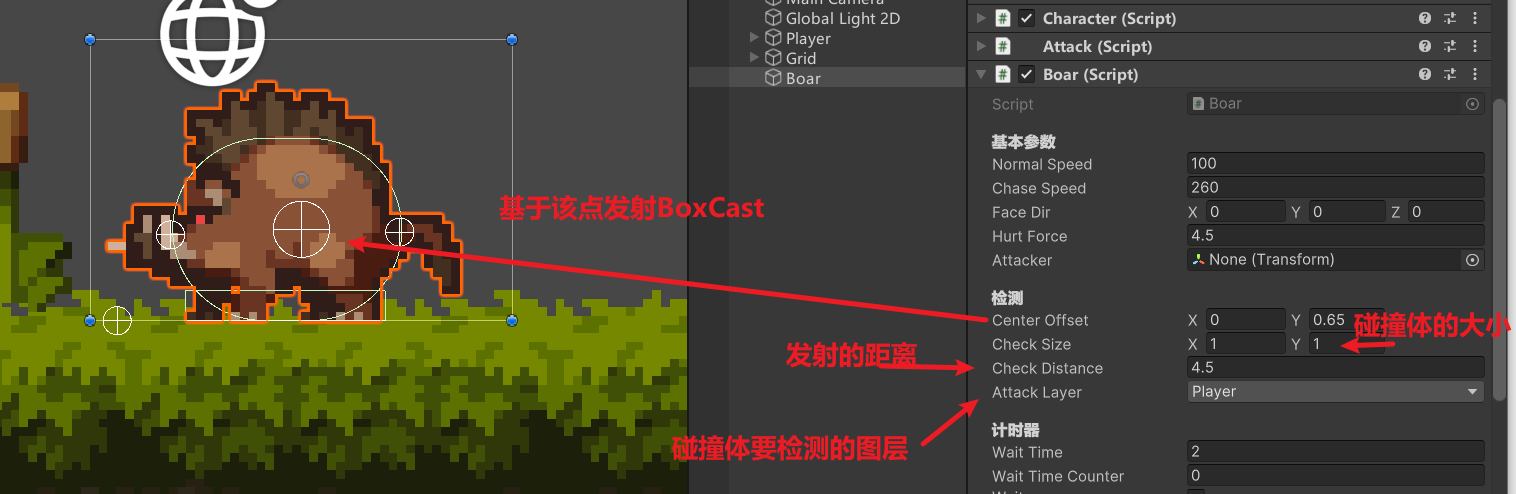 Main Camera
Global Light 2D
Player
Grid
Boar
Character (Script)
Attack (Script)
Boar (Script)
Script Boar
基本参数
Normal Speed 100
Chase Speed 260
Face Dir X 0 Y 0 Z 0
Hurt Force 4.5
Attacker None (Transform)
检测
Center Offset X 0 Y 0.65
Check Size X 1 Y 1
Check Distance 4.5
Attack Layer Player
计时器
Wait Time 2
Wait Time Counter 0
基于该点发射BoxCast
碰撞体的大小
发射的距离
碰撞体要检测的图层